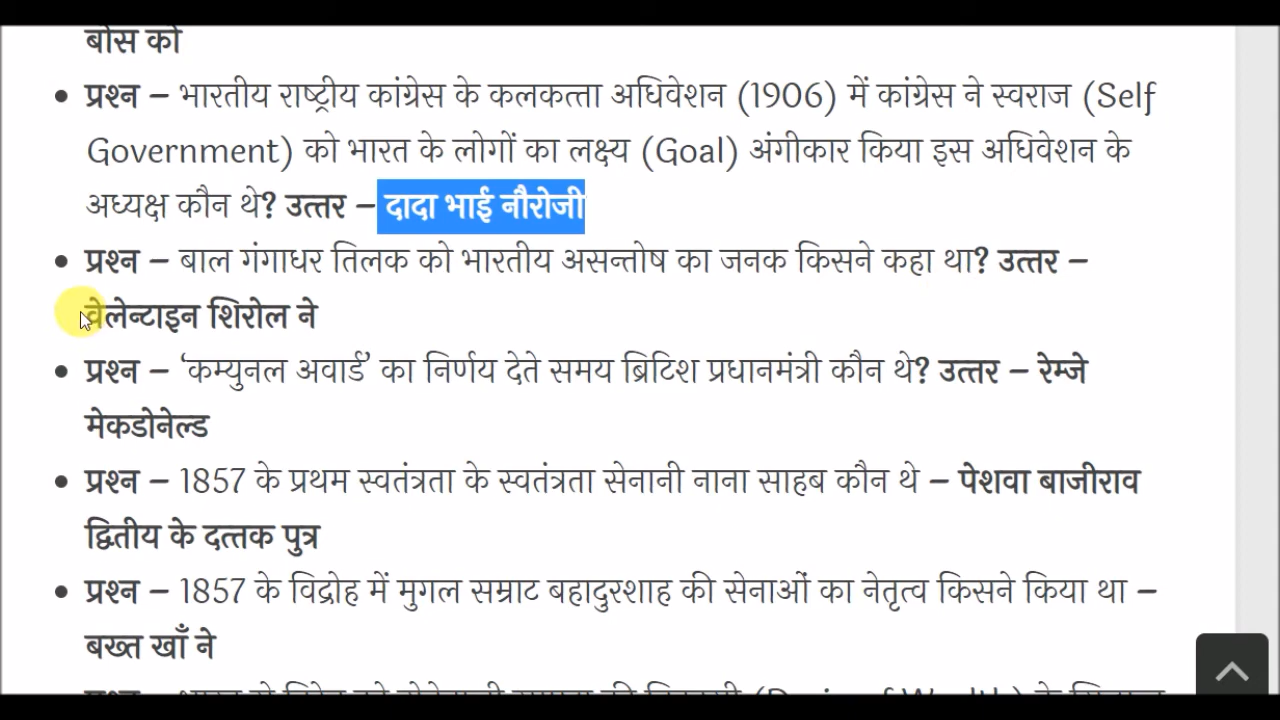 बोस को
• प्रश्न – भारतीय राष्ट्रीय कांग्रेस के कलकत्ता अधिवेशन (1906) में कांग्रेस ने स्वराज (Self
Government) को भारत के लोगों का लक्ष्य (Goal) अंगीकार किया इस अधिवेशन के
अध्यक्ष कौन थे? उत्तर – दादा भाई नौरोजी
• प्रश्न – बाल गंगाधर तिलक को भारतीय असन्तोष का जनक किसने कहा था? उत्तर –
वेलेन्टाइन शिरोल ने
• प्रश्न – ‘कम्युनल अवार्ड’ का निर्णय देते समय ब्रिटिश प्रधानमंत्री कौन थे? उत्तर – रेम्जे
मेकडोनेल्ड
• प्रश्न – 1857 के प्रथम स्वतंत्रता के स्वतंत्रता सेनानी नाना साहब कौन थे – पेशवा बाजीराव
द्वितीय के दत्तक पुत्र
• प्रश्न – 1857 के विद्रोह में मुगल सम्राट बहादुरशाह की सेनाओं का नेतृत्व किसने किया था –
बख्त खाँ ने